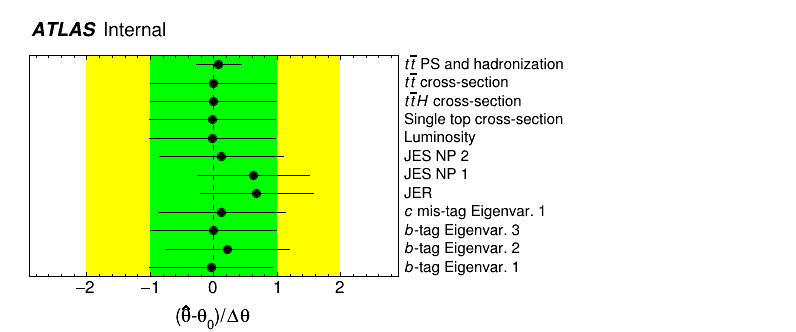 ATLAS Internal
tt̅ PS and hadronization
tt̅ cross-section
tt̅H cross-section
Single top cross-section
Luminosity
JES NP 2
JES NP 1
JER
c mis-tag Eigenvar. 1
b-tag Eigenvar. 3
b-tag Eigenvar. 2
b-tag Eigenvar. 1
−2 −1 0 1 2
(θ̂-θ₀)/Δθ